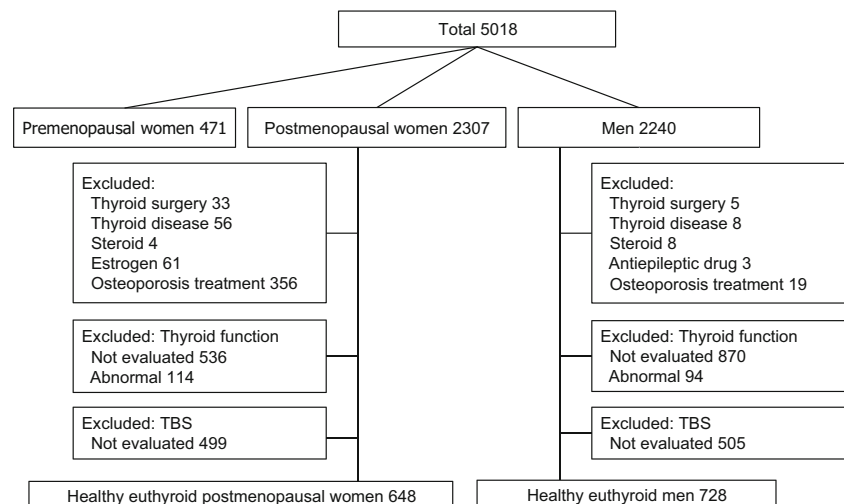 Total 5018
Premenopausal women 471
Postmenopausal women 2307
Men 2240
Excluded:
Thyroid surgery 33
Thyroid disease 56
Steroid 4
Estrogen 61
Osteoporosis treatment 356
Excluded:
Thyroid surgery 5
Thyroid disease 8
Steroid 8
Antiepileptic drug 3
Osteoporosis treatment 19
Excluded: Thyroid function
Not evaluated 536
Abnormal 114
Excluded: Thyroid function
Not evaluated 870
Abnormal 94
Excluded: TBS
Not evaluated 499
Excluded: TBS
Not evaluated 505
Healthy euthyroid postmenopausal women 648
Healthy euthyroid men 728